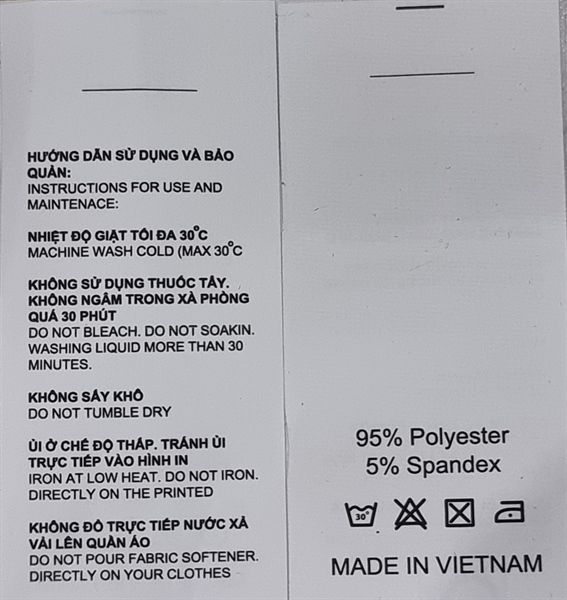 HƯỚNG DẪN SỬ DỤNG VÀ BẢO
QUẢN:
INSTRUCTIONS FOR USE AND
MAINTENACE:
NHIỆT ĐỘ GIẶT TỐI ĐA 30°C
MACHINE WASH COLD (MAX 30°C
KHÔNG SỬ DỤNG THUỐC TẨY.
KHÔNG NGÂM TRONG XÀ PHÒNG
QUÁ 30 PHÚT
DO NOT BLEACH. DO NOT SOAKIN.
WASHING LIQUID MORE THAN 30
MINUTES.
KHÔNG SẤY KHÔ
DO NOT TUMBLE DRY
ỦI Ở CHẾ ĐỘ THẤP. TRÁNH ỦI
TRỰC TIẾP VÀO HÌNH IN
IRON AT LOW HEAT. DO NOT IRON.
DIRECTLY ON THE PRINTED
KHÔNG ĐỔ TRỰC TIẾP NƯỚC XẢ
VẢI LÊN QUẦN ÁO
DO NOT POUR FABRIC SOFTENER.
DIRECTLY ON YOUR CLOTHES
95% Polyester
5% Spandex
30°
MADE IN VIETNAM